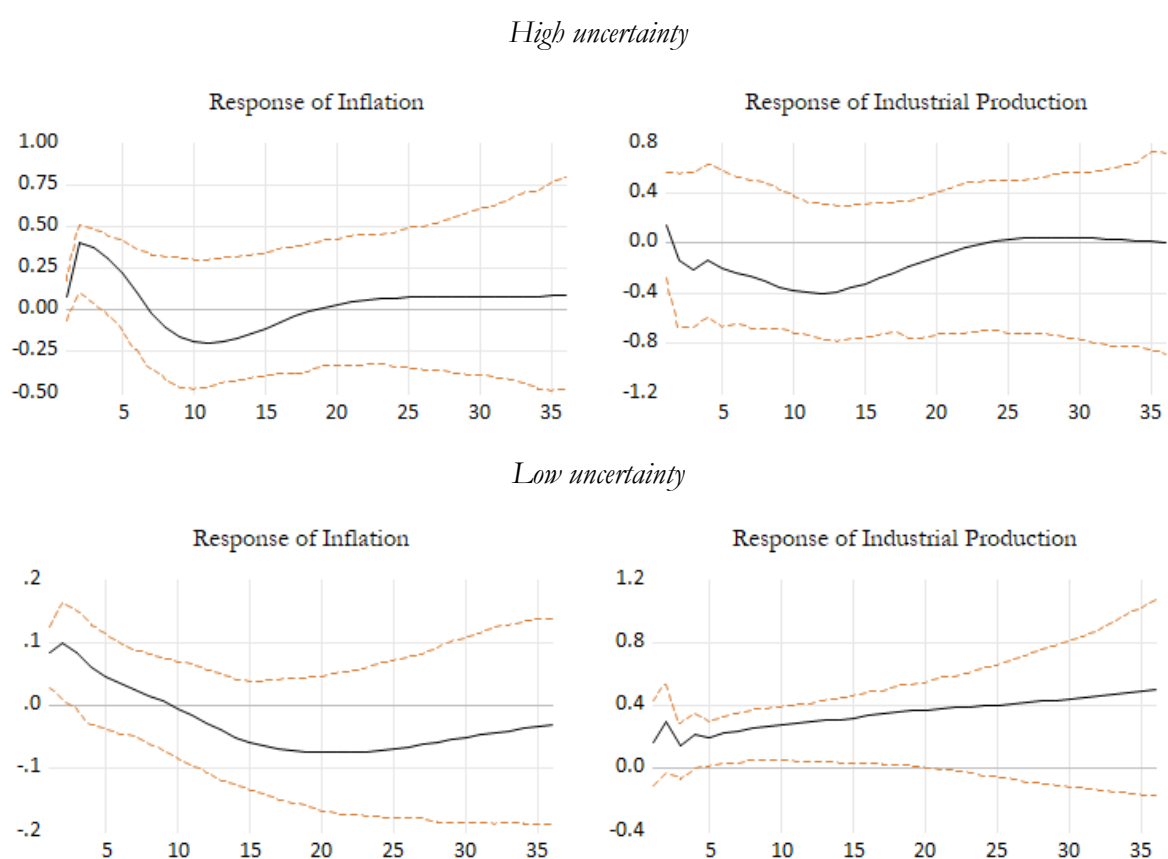 High uncertainty
Response of Inflation
1.00
0.75
0.50
0.25
0.00
-0.25
-0.50
5 10 15 20 25 30 35
Response of Industrial Production
0.8
0.4
0.0
-0.4
-0.8
-1.2
5 10 15 20 25 30 35
Low uncertainty
Response of Inflation
.2
.1
.0
-.1
-.2
5 10 15 20 25 30 35
Response of Industrial Production
1.2
0.8
0.4
0.0
-0.4
5 10 15 20 25 30 35